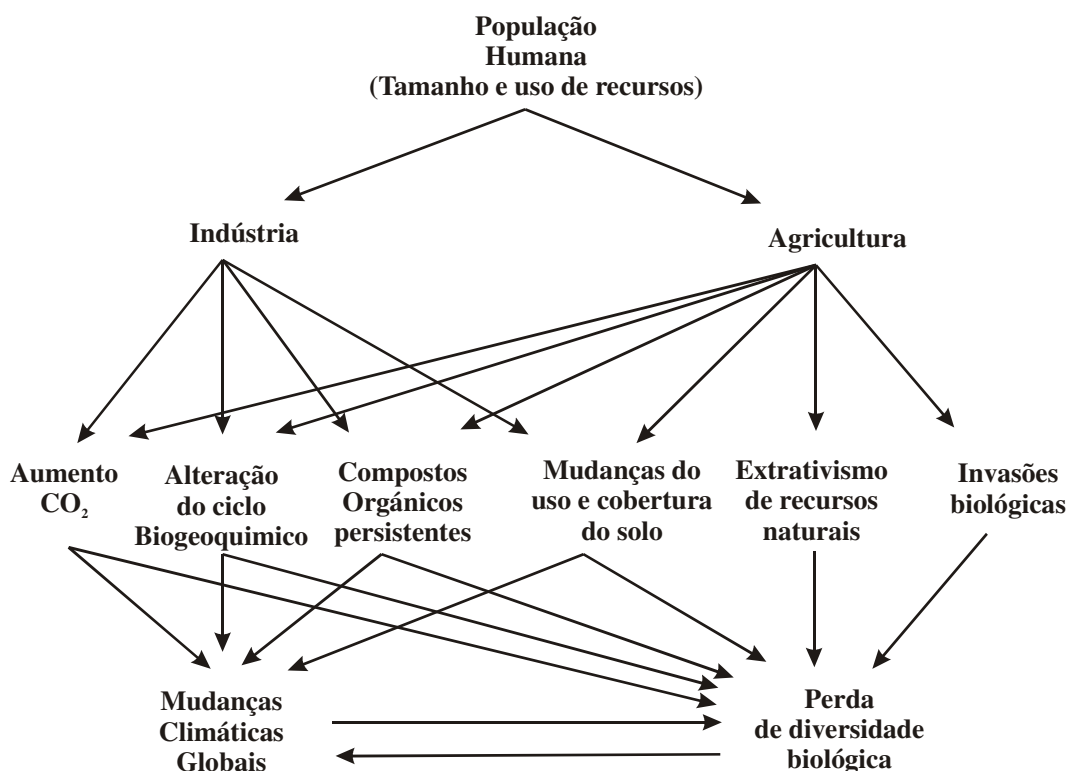 População
Humana
(Tamanho e uso de recursos)
Indústria
Agricultura
Aumento
CO₂
Alteração
do ciclo
Biogeoquimico
Compostos
Orgánicos
persistentes
Mudanças do
uso e cobertura
do solo
Extrativismo
de recursos
naturais
Invasões
biológicas
Mudanças
Climáticas
Globais
Perda
de diversidade
biológica